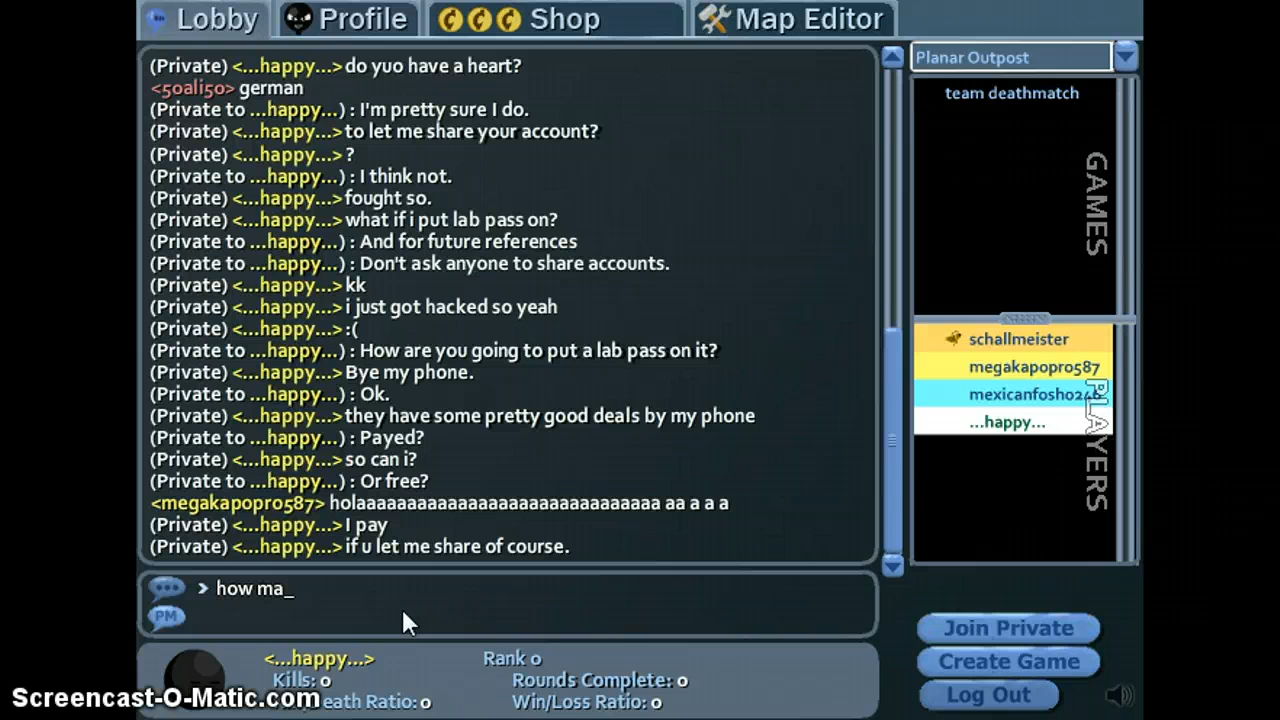 Lobby
Profile
Shop
Map Editor
(Private) <...happy...> do yuo have a heart?
<50ali50> german
(Private to ...happy...) : I'm pretty sure I do.
(Private) <...happy...> to let me share your account?
(Private) <...happy...> ?
(Private to ...happy...) : I think not.
(Private) <...happy...> fought so.
(Private) <...happy...> what if i put lab pass on?
(Private to ...happy...) : And for future references
(Private to ...happy...) : Don't ask anyone to share accounts.
(Private) <...happy...> kk
(Private) <...happy...> i just got hacked so yeah
(Private) <...happy...> :(
(Private to ...happy...) : How are you going to put a lab pass on it?
(Private) <...happy...> Bye my phone.
(Private to ...happy...) : Ok.
(Private) <...happy...> they have some pretty good deals by my phone
(Private to ...happy...) : Payed?
(Private) <...happy...> so can i?
(Private to ...happy...) : Or free?
<megakapopro587> holaaaaaaaaaaaaaaaaaaaaaaaaaaaaa aa a a a
(Private) <...happy...> I pay
(Private) <...happy...> if u let me share of course.
> how ma_
PM
<...happy...>
Rank 0
Kills: 0
Rounds Complete: 0
eath Ratio: 0
Win/Loss Ratio: 0
Planar Outpost
team deathmatch
GAMES
schallmeister
megakapopro587
mexicanfosho246
...happy...
PLAYERS
Join Private
Create Game
Log Out
Screencast-O-Matic.com